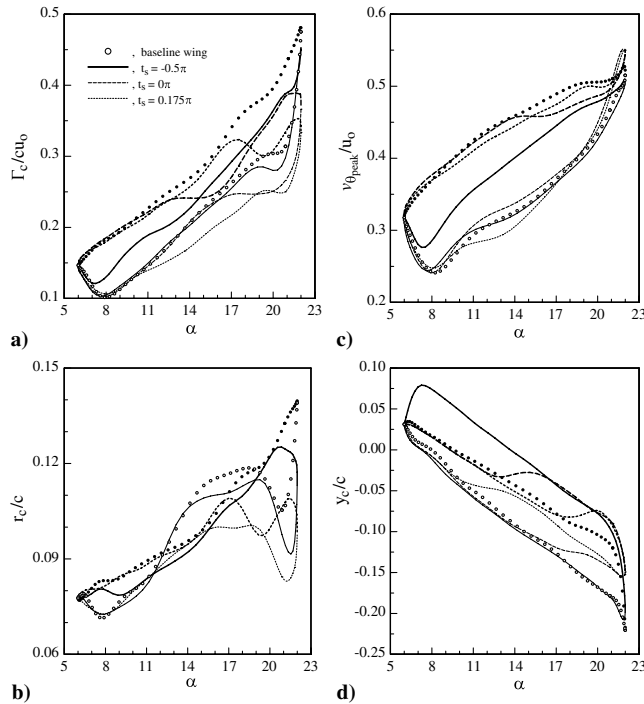 0.5
0.4
0.3
0.2
0.1
Γc/cuo
, baseline wing
, ts = -0.5π
, ts = 0π
, ts = 0.175π
5 8 11 14 17 20 23
α
a)
0.6
0.5
0.4
0.3
0.2
vθpeak/uo
5 8 11 14 17 20 23
α
c)
0.15
0.12
0.09
0.06
rc/c
5 8 11 14 17 20 23
α
b)
0.10
0.05
0.00
-0.05
-0.10
-0.15
-0.20
-0.25
yc/c
5 8 11 14 17 20 23
α
d)